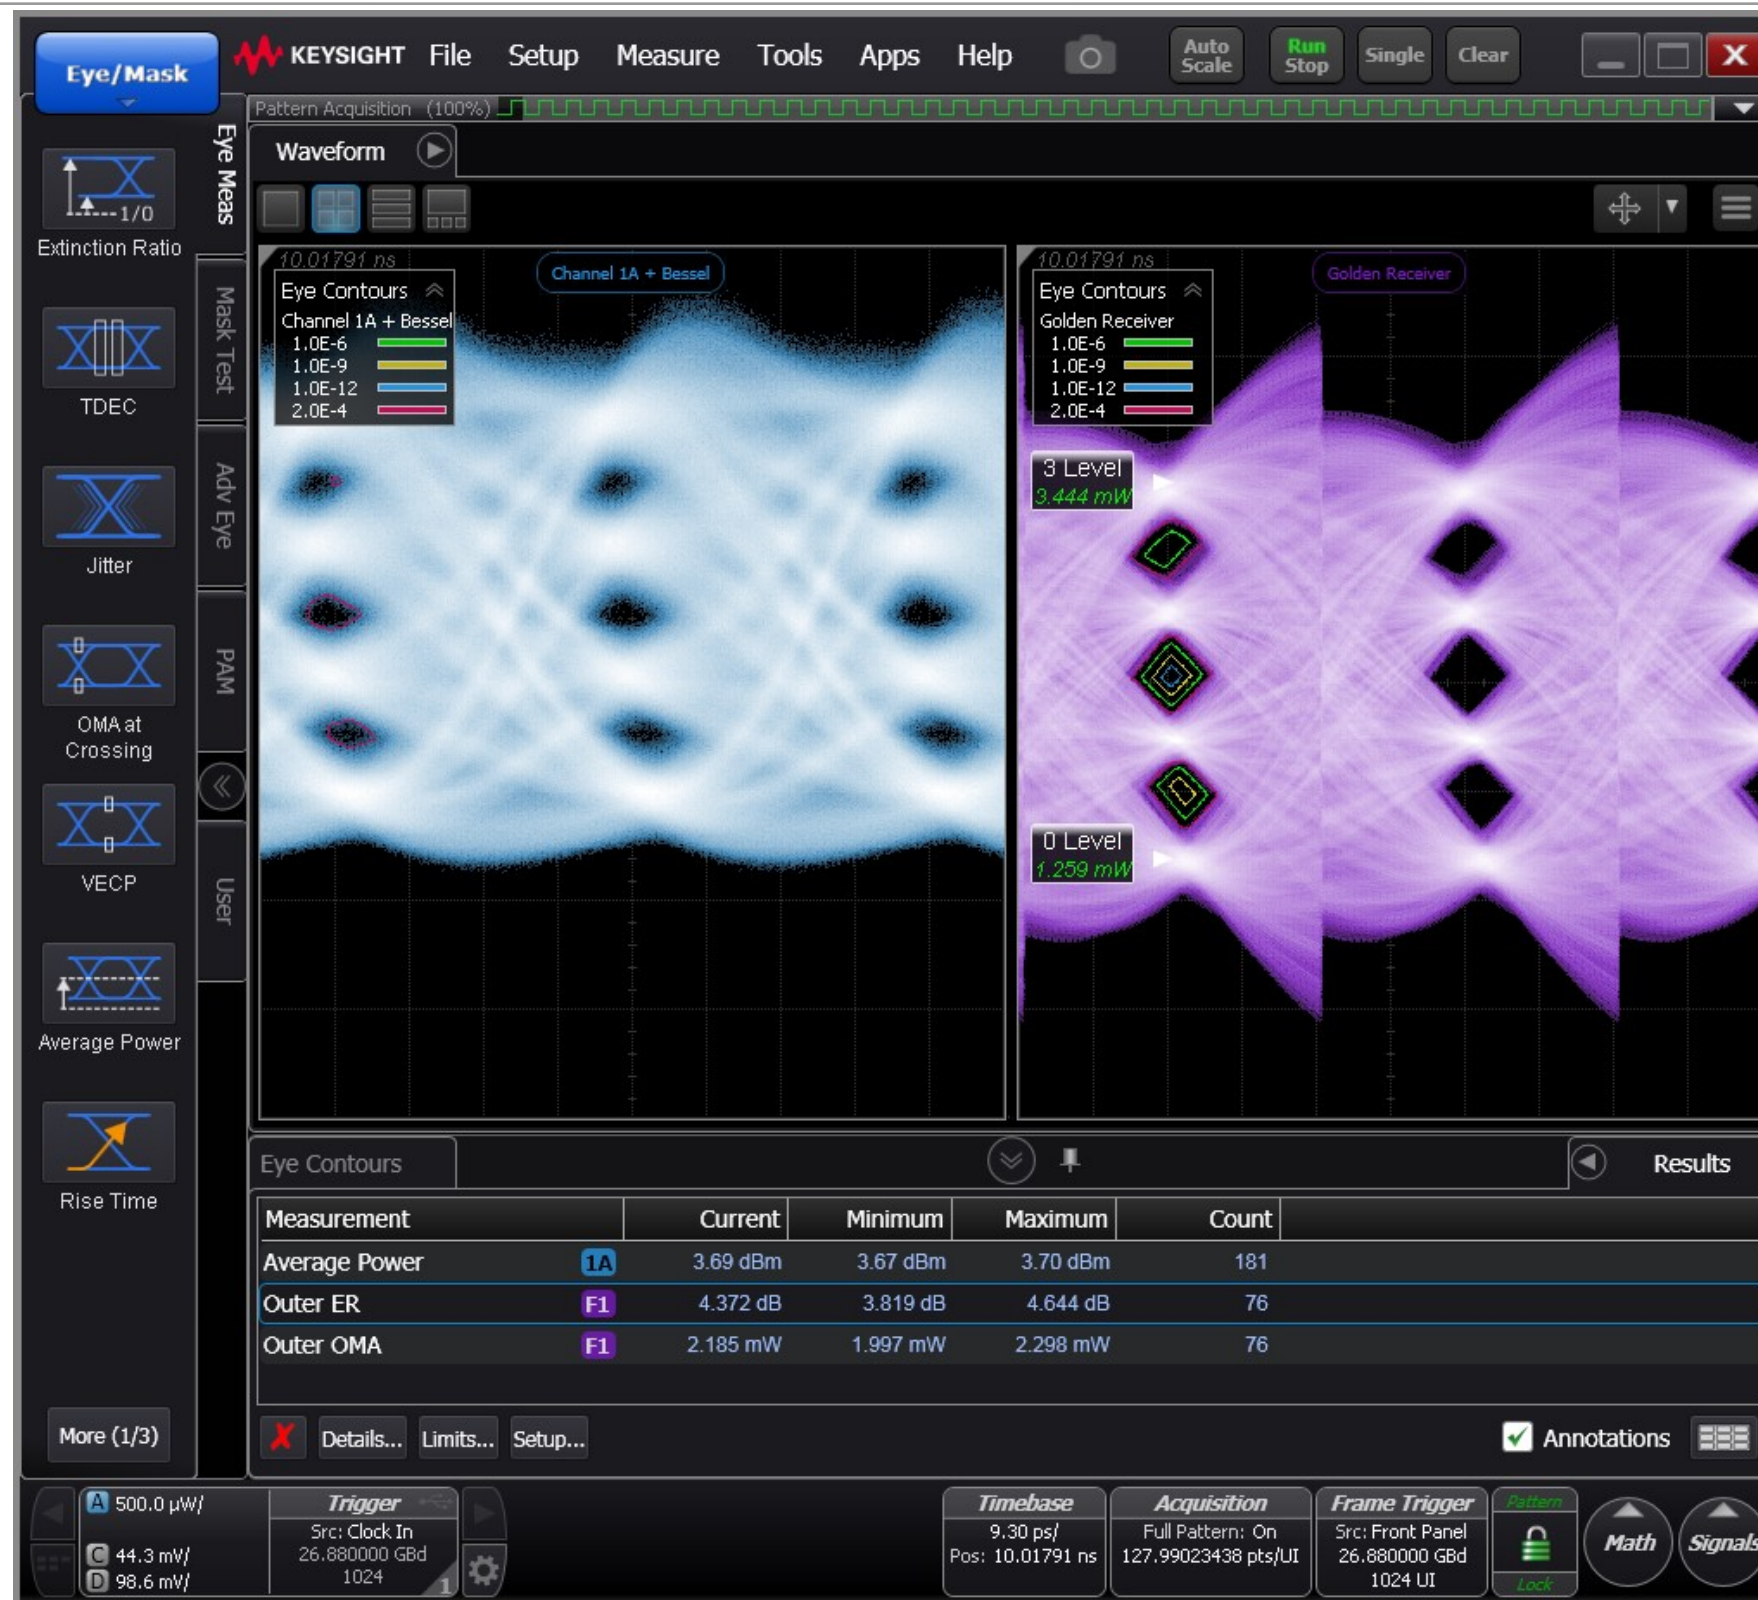 Eye/Mask
KEYSIGHT File Setup Measure Tools Apps Help
Auto Scale
Run Stop
Single
Clear
Pattern Acquisition (100%)
Waveform
Eye Meas
Mask Test
Adv Eye
PAM
User
1/0
Extinction Ratio
TDEC
Jitter
OMA at
Crossing
VECP
Average Power
Rise Time
More (1/3)
10.01791 ns
Channel 1A + Bessel
Eye Contours
Channel 1A + Bessel
1.0E-6
1.0E-9
1.0E-12
2.0E-4
10.01791 ns
Golden Receiver
Eye Contours
Golden Receiver
1.0E-6
1.0E-9
1.0E-12
2.0E-4
3 Level
3.444 mW
0 Level
1.259 mW
Eye Contours
Results
Measurement Current Minimum Maximum Count
Average Power 1A 3.69 dBm 3.67 dBm 3.70 dBm 181
Outer ER F1 4.372 dB 3.819 dB 4.644 dB 76
Outer OMA F1 2.185 mW 1.997 mW 2.298 mW 76
Details... Limits... Setup...
Annotations
A 500.0 µW/
C 44.3 mV/
D 98.6 mV/
Trigger
Src: Clock In
26.880000 GBd
1024
1
Timebase
9.30 ps/
Pos: 10.01791 ns
Acquisition
Full Pattern: On
127.99023438 pts/UI
Frame Trigger
Src: Front Panel
26.880000 GBd
1024 UI
Pattern
Lock
Math
Signals